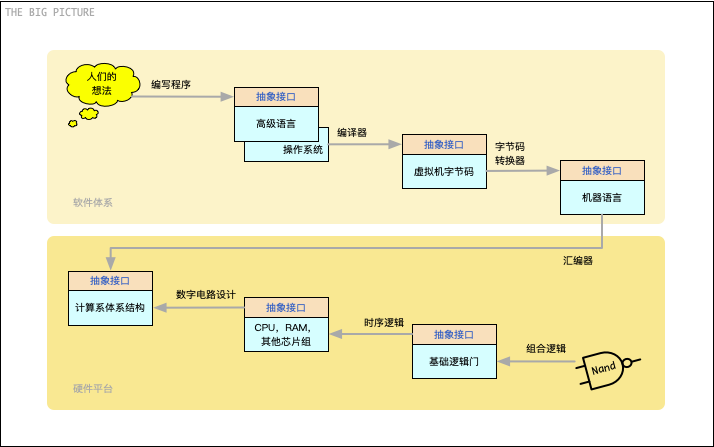 THE BIG PICTURE
人们的
想法
编写程序
抽象接口
高级语言
操作系统
编译器
抽象接口
虚拟机字节码
字节码
转换器
抽象接口
机器语言
软件体系
汇编器
抽象接口
计算系体系结构
数字电路设计
抽象接口
CPU，RAM，
其他芯片组
时序逻辑
抽象接口
基础逻辑门
组合逻辑
Nand
硬件平台